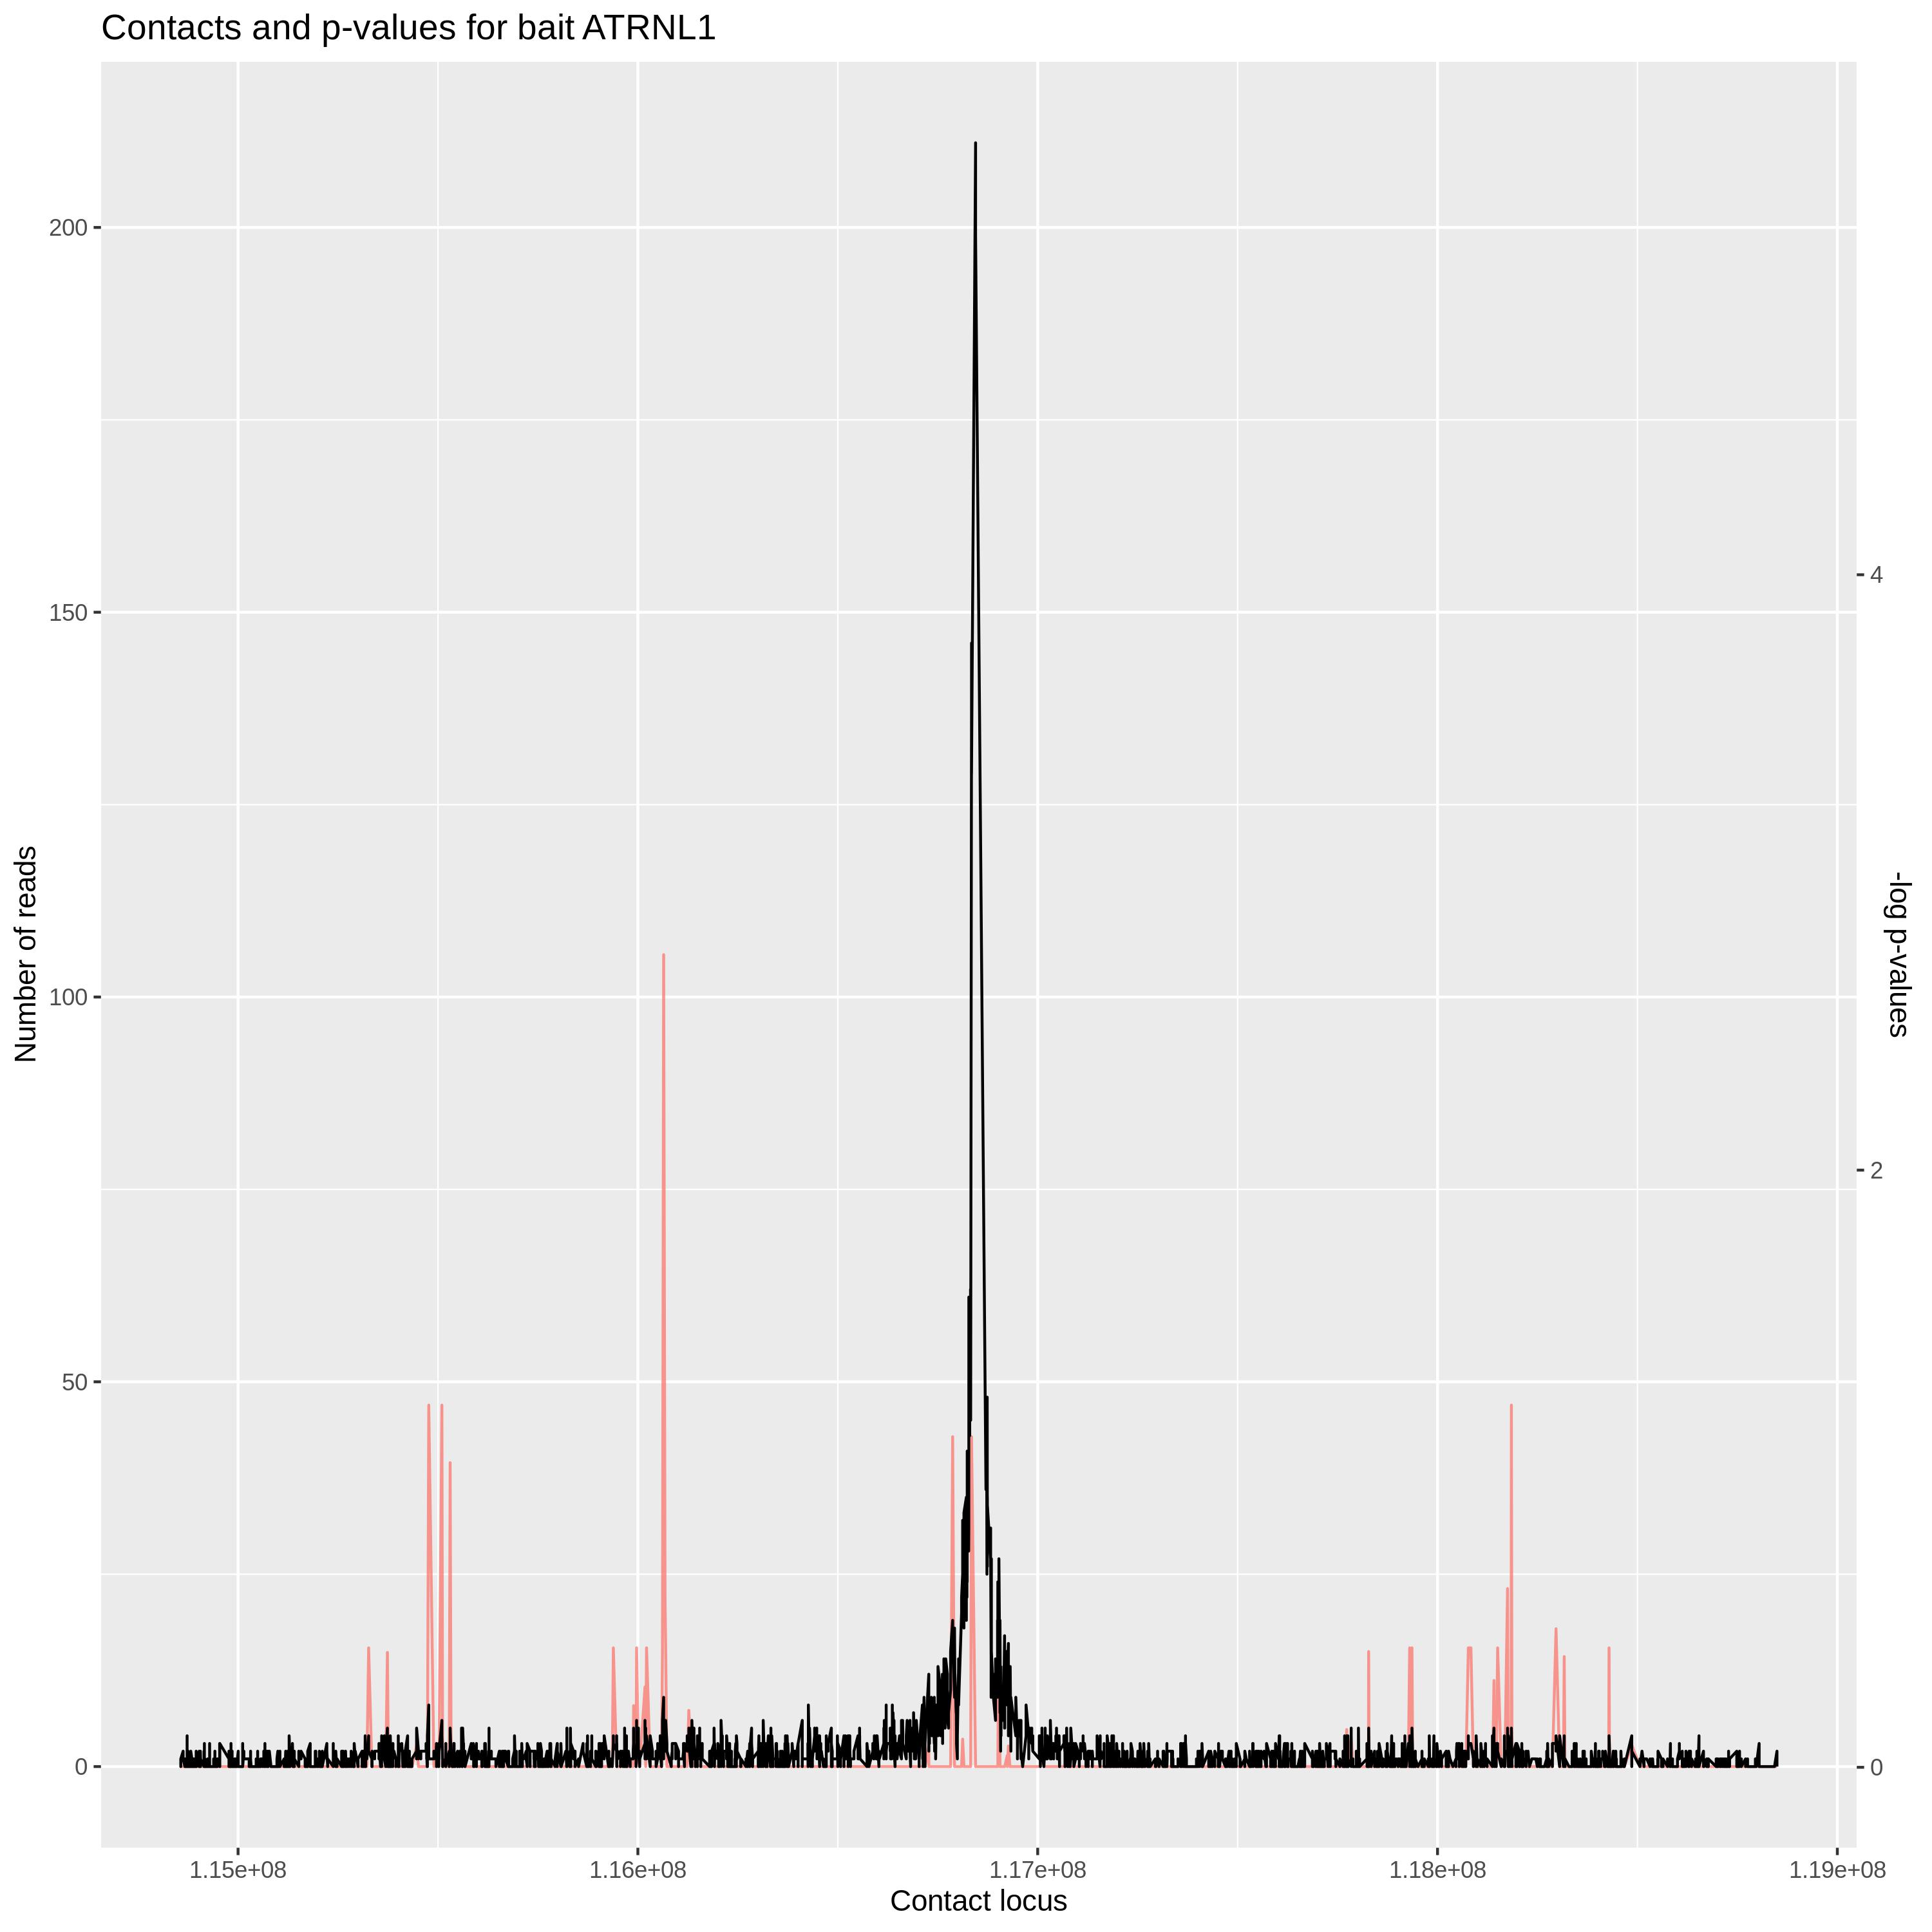 Contacts and p-values for bait ATRNL1
200
150
100
50
0
4
2
0
Number of reads
-log p-values
1.15e+08
1.16e+08
1.17e+08
1.18e+08
1.19e+08
Contact locus